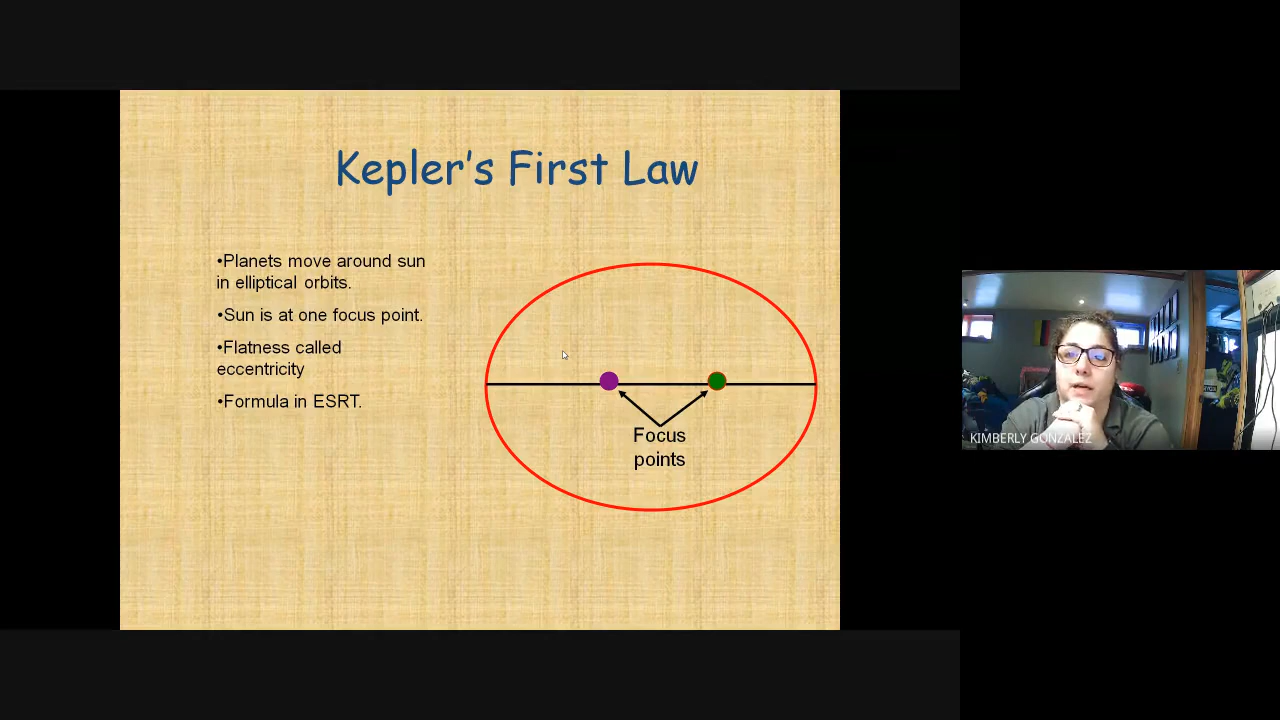 Kepler's First Law
•Planets move around sun
in elliptical orbits.
•Sun is at one focus point.
•Flatness called
eccentricity
•Formula in ESRT.
Focus
points
KIMBERLY GONZALEZ